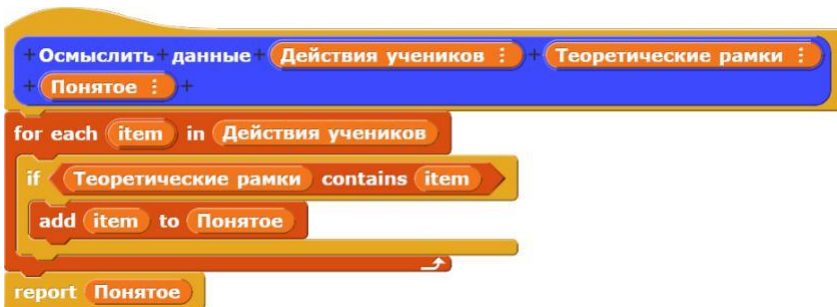 + Осмыслить + данные + Действия учеников ⋮ + Теоретические рамки ⋮
+ Понятое ⋮ +
for each item in Действия учеников
if Теоретические рамки contains item
add item to Понятое
report Понятое